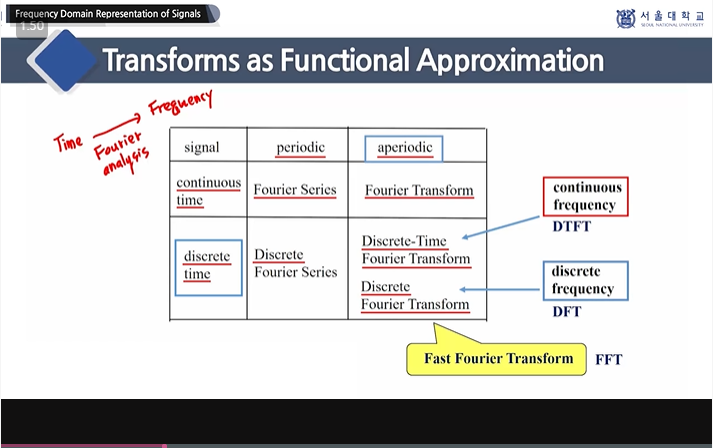 Frequency Domain Representation of Signals
1.50
서울대학교
SEOUL NATIONAL UNIVERSITY
Transforms as Functional Approximation
Time
Frequency
Fourier
analysis
signal periodic aperiodic
continuous
time
Fourier Series
Fourier Transform
discrete
time
Discrete
Fourier Series
Discrete-Time
Fourier Transform
Discrete
Fourier Transform
continuous
frequency
DTFT
discrete
frequency
DFT
Fast Fourier Transform FFT